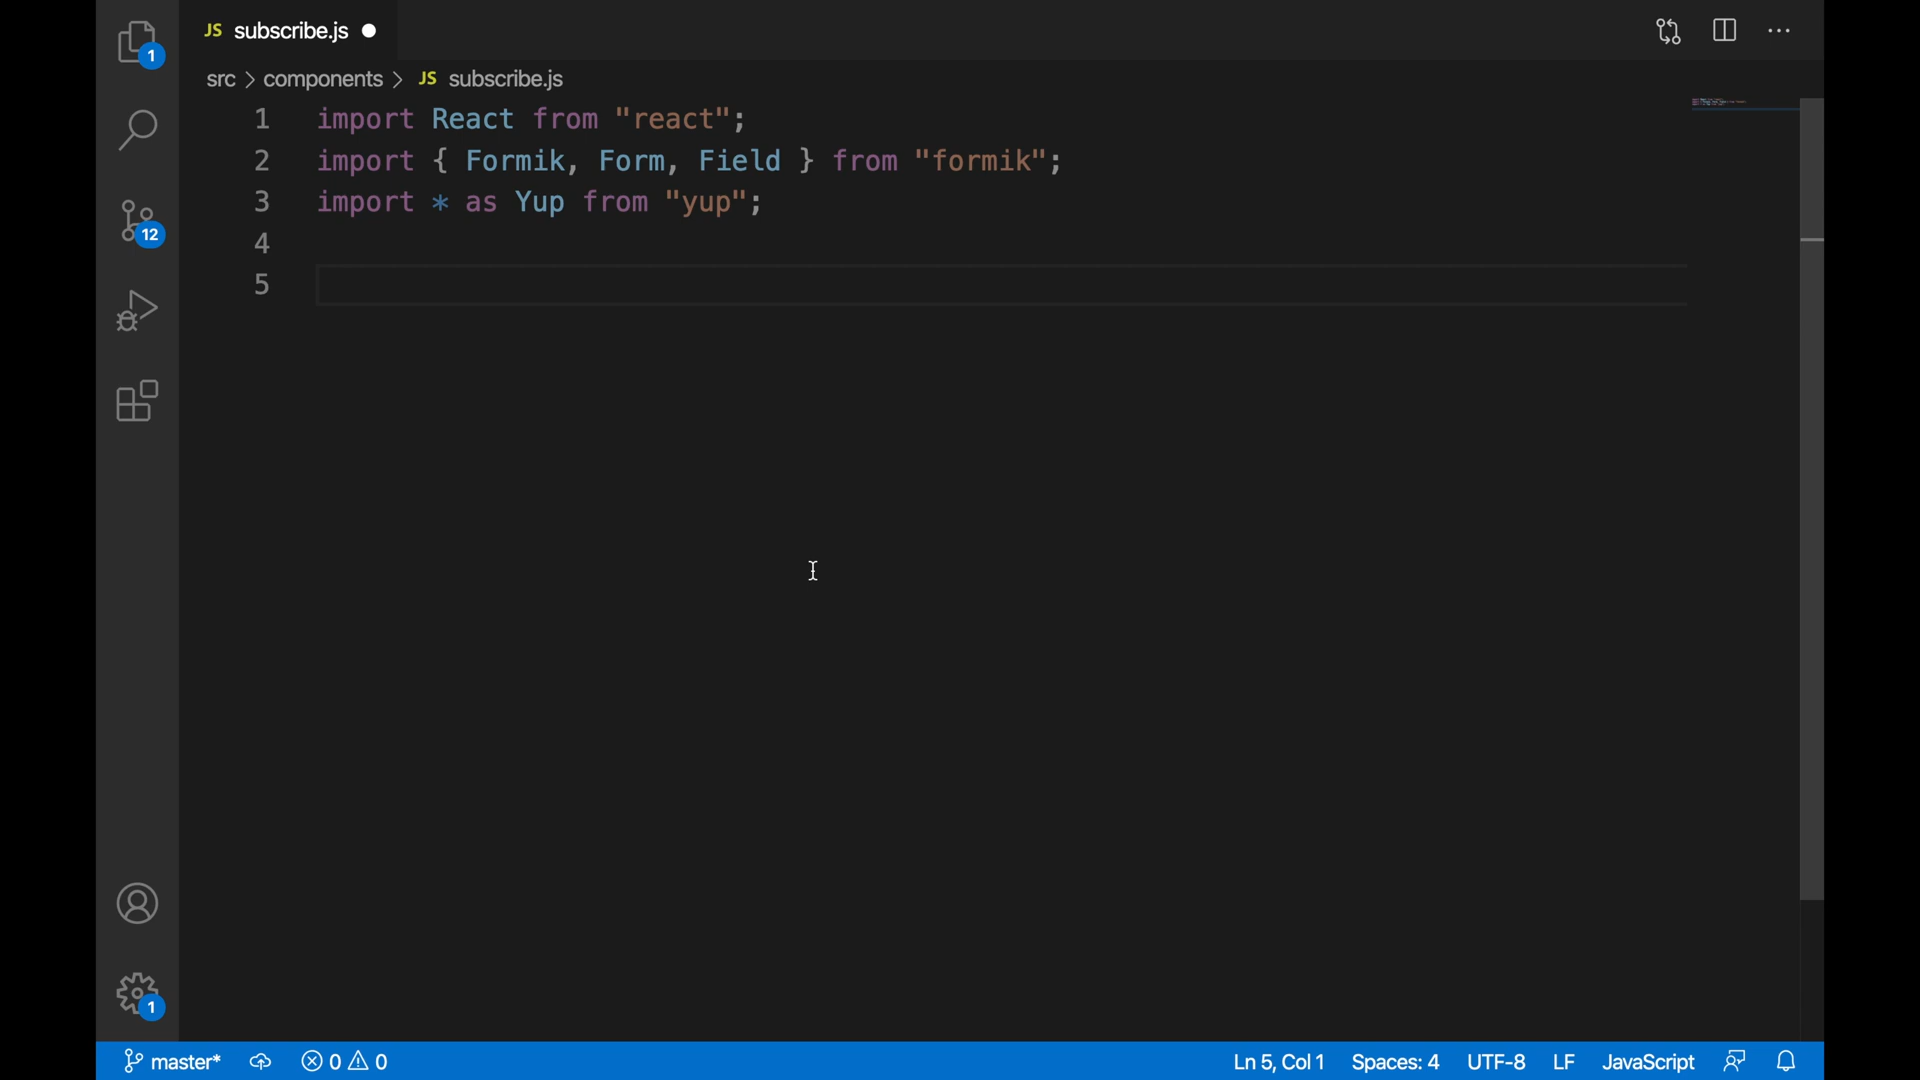 JS subscribe.js
1
src > components > JS subscribe.js
1 import React from "react";
2 import { Formik, Form, Field } from "formik";
3 import * as Yup from "yup";
4
5
12
1
master* 0 0 Ln 5, Col 1 Spaces: 4 UTF-8 LF JavaScript